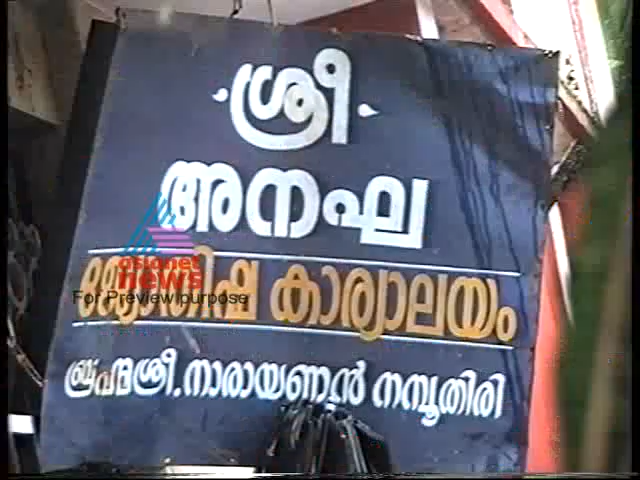 ശ്രീ
അനഘ
ജ്യോതിഷ കാര്യാലയം
ബ്രഹ്മശ്രീ. നാരായണൻ നമ്പൂതിരി
asianet
news
For Preview purpose